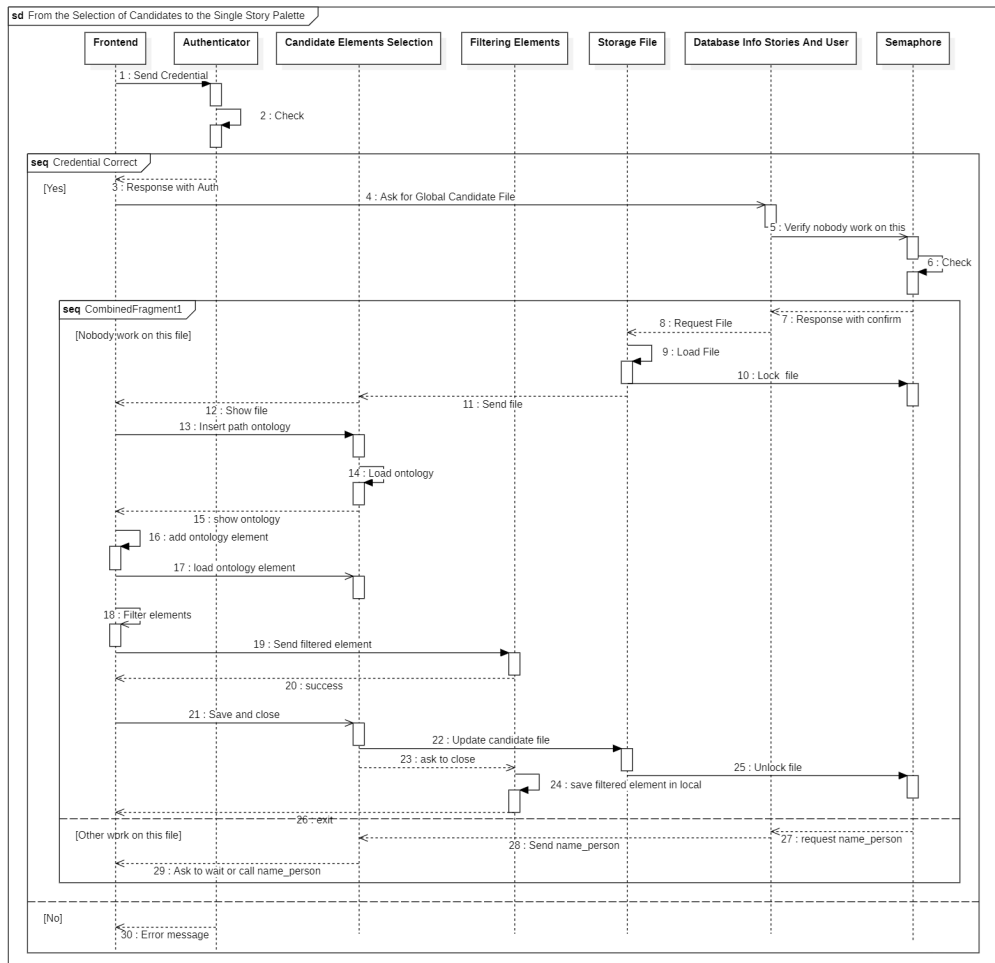 sd From the Selection of Candidates to the Single Story Palette
Frontend
Authenticator
Candidate Elements Selection
Filtering Elements
Storage File
Database Info Stories And User
Semaphore
1 : Send Credential
2 : Check
seq Credential Correct
[Yes]
3 : Response with Auth
4 : Ask for Global Candidate File
5 : Verify nobody work on this
6 : Check
seq CombinedFragment1
[Nobody work on this file]
7 : Response with confirm
8 : Request File
9 : Load File
10 : Lock file
11 : Send file
12 : Show file
13 : Insert path ontology
14 : Load ontology
15 : show ontology
16 : add ontology element
17 : load ontology element
18 : Filter elements
19 : Send filtered element
20 : success
21 : Save and close
22 : Update candidate file
23 : ask to close
25 : Unlock file
24 : save filtered element in local
26 : exit
[Other work on this file]
27 : request name_person
28 : Send name_person
29 : Ask to wait or call name_person
[No]
30 : Error message